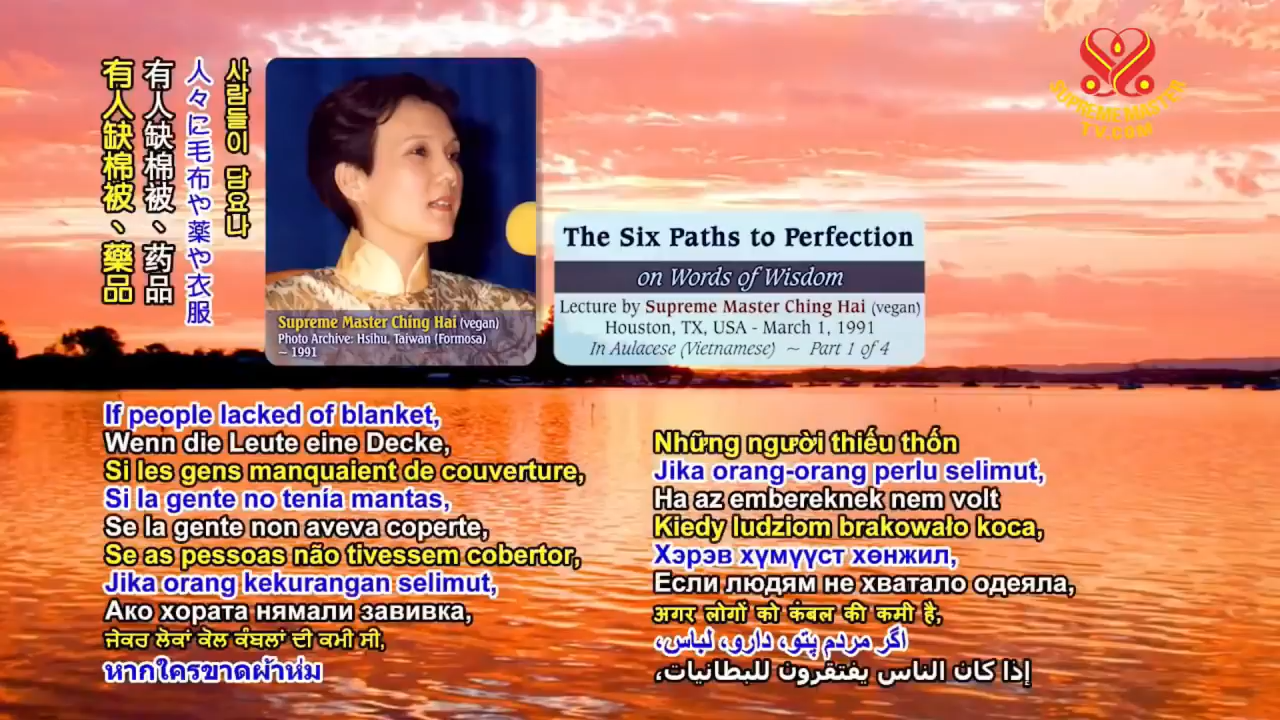 有人缺棉被、藥品
有人缺棉被、药品
人々に毛布や薬や衣服
사람들이 담요나
SUPREME MASTER
TV.COM
Supreme Master Ching Hai (vegan)
Photo Archive: Hsihu, Taiwan (Formosa)
~ 1991
The Six Paths to Perfection
on Words of Wisdom
Lecture by Supreme Master Ching Hai (vegan)
Houston, TX, USA - March 1, 1991
In Aulacese (Vietnamese) ~ Part 1 of 4
If people lacked of blanket,
Wenn die Leute eine Decke,
Si les gens manquaient de couverture,
Si la gente no tenía mantas,
Se la gente non aveva coperte,
Se as pessoas não tivessem cobertor,
Jika orang kekurangan selimut,
Ако хората нямали завивка,
ਜੇਕਰ ਲੋਕਾਂ ਕੋਲ ਕੰਬਲਾਂ ਦੀ ਕਮੀ ਸੀ,
หากใครขาดผ้าห่ม
Những người thiếu thốn
Jika orang-orang perlu selimut,
Ha az embereknek nem volt
Kiedy ludziom brakowało koca,
Хэрэв хүмүүст хөнжил,
Если людям не хватало одеяла,
अगर लोगों को कंबल की कमी है,
اگر مردم پتو، دارو، لباس،
إذا كان الناس يفتقرون للبطانيات،